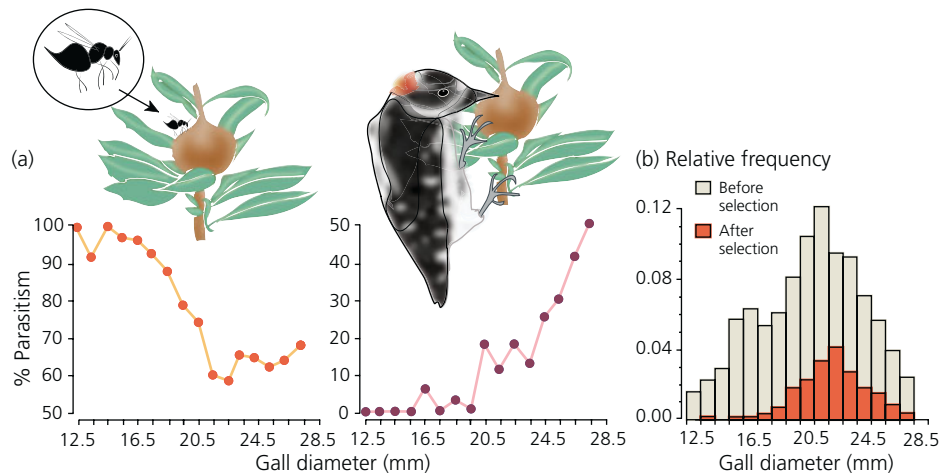 (a)
% Parasitism
100
90
80
70
60
50
12.5 16.5 20.5 24.5 28.5
50
40
30
20
10
0
12.5 16.5 20.5 24.5 28.5
Gall diameter (mm)
(b) Relative frequency
Before
selection
After
selection
0.12
0.08
0.04
0.00
12.5 16.5 20.5 24.5 28.5
Gall diameter (mm)